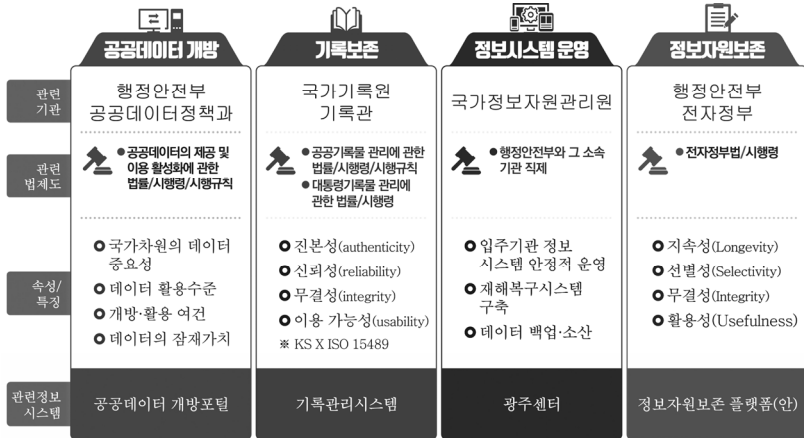 공공데이터 개방
기록보존
정보시스템 운영
정보자원보존
관련
기관
행정안전부
공공데이터정책과
국가기록원
기록관
국가정보자원관리원
행정안전부
전자정부
관련
법제도
● 공공데이터의 제공 및
이용 활성화에 관한
법률/시행령/시행규칙
● 공공기록물 관리에 관한
법률/시행령/시행규칙
● 대통령기록물 관리에
관한 법률/시행령
● 행정안전부와 그 소속
기관 직제
● 전자정부법/시행령
속성/
특징
국가차원의 데이터
중요성
데이터 활용수준
개방·활용 여건
데이터의 잠재가치
진본성(authenticity)
신뢰성(reliability)
무결성(integrity)
이용 가능성(usability)
※ KS X ISO 15489
입주기관 정보
시스템 안정적 운영
재해복구시스템
구축
데이터 백업·소산
지속성(Longevity)
선별성(Selectivity)
무결성(Integrity)
활용성(Usefulness)
관련정보
시스템
공공데이터 개방포털
기록관리시스템
광주센터
정보자원보존 플랫폼(안)